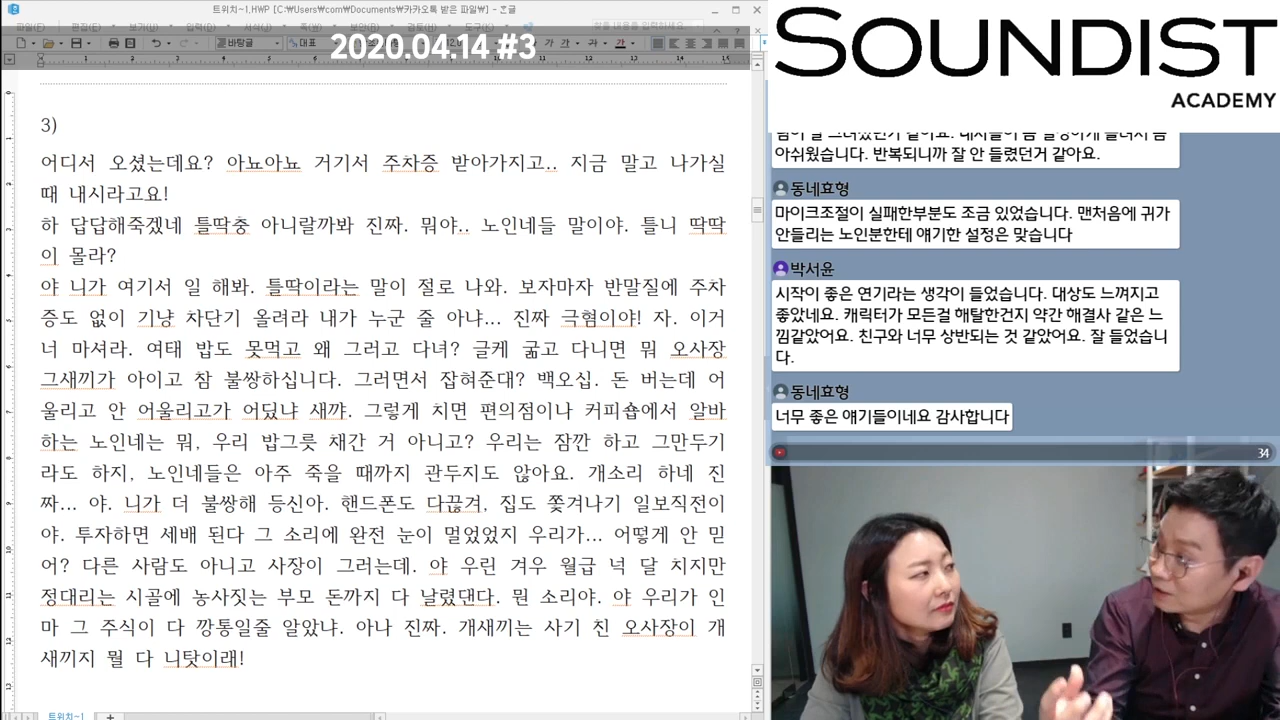 트위치~1.HWP [C:₩Users₩com₩Documents₩카카오톡 받은 파일₩] - 한글
2020.04.14 #3
3)
어디서 오셨는데요? 아뇨아뇨 거기서 주차증 받아가지고.. 지금 말고 나가실
때 내시라고요!
하 답답해죽겠네 틀딱충 아니랄까봐 진짜. 뭐야.. 노인네들 말이야. 틀니 딱딱
이 몰라?
야 니가 여기서 일 해봐. 틀딱이라는 말이 절로 나와. 보자마자 반말질에 주차
증도 없이 기냥 차단기 올려라 내가 누군 줄 아냐... 진짜 극혐이야! 자. 이거
너 마셔라. 여태 밥도 못먹고 왜 그러고 다녀? 글케 굶고 다니면 뭐 오사장
그새끼가 아이고 참 불쌍하십니다. 그러면서 잡혀준대? 백오십. 돈 버는데 어
울리고 안 어울리고가 어딨냐 새꺄. 그렇게 치면 편의점이나 커피숍에서 알바
하는 노인네는 뭐, 우리 밥그릇 채간 거 아니고? 우리는 잠깐 하고 그만두기
라도 하지, 노인네들은 아주 죽을 때까지 관두지도 않아요. 개소리 하네 진
짜... 야. 니가 더 불쌍해 등신아. 핸드폰도 다끊겨, 집도 쫓겨나기 일보직전이
야. 투자하면 세배 된다 그 소리에 완전 눈이 멀었었지 우리가... 어떻게 안 믿
어? 다른 사람도 아니고 사장이 그러는데. 야 우린 겨우 월급 넉 달 치지만
정대리는 시골에 농사짓는 부모 돈까지 다 날렸댄다. 뭔 소리야. 야 우리가 인
마 그 주식이 다 깡통일줄 알았냐. 아나 진짜. 개새끼는 사기 친 오사장이 개
새끼지 뭘 다 니탓이래!
트위치~1
SOUNDIST
ACADEMY
아쉬웠습니다. 반복되니까 잘 안 들렸던거 같아요.
동네효형
마이크조절이 실패한부분도 조금 있었습니다. 맨처음에 귀가
안들리는 노인분한테 얘기한 설정은 맞습니다
박서윤
시작이 좋은 연기라는 생각이 들었습니다. 대상도 느껴지고
좋았네요. 캐릭터가 모든걸 해탈한건지 약간 해결사 같은 느
낌같았어요. 친구와 너무 상반되는 것 같았어요. 잘 들었습니
다.
동네효형
너무 좋은 얘기들이네요 감사합니다
34